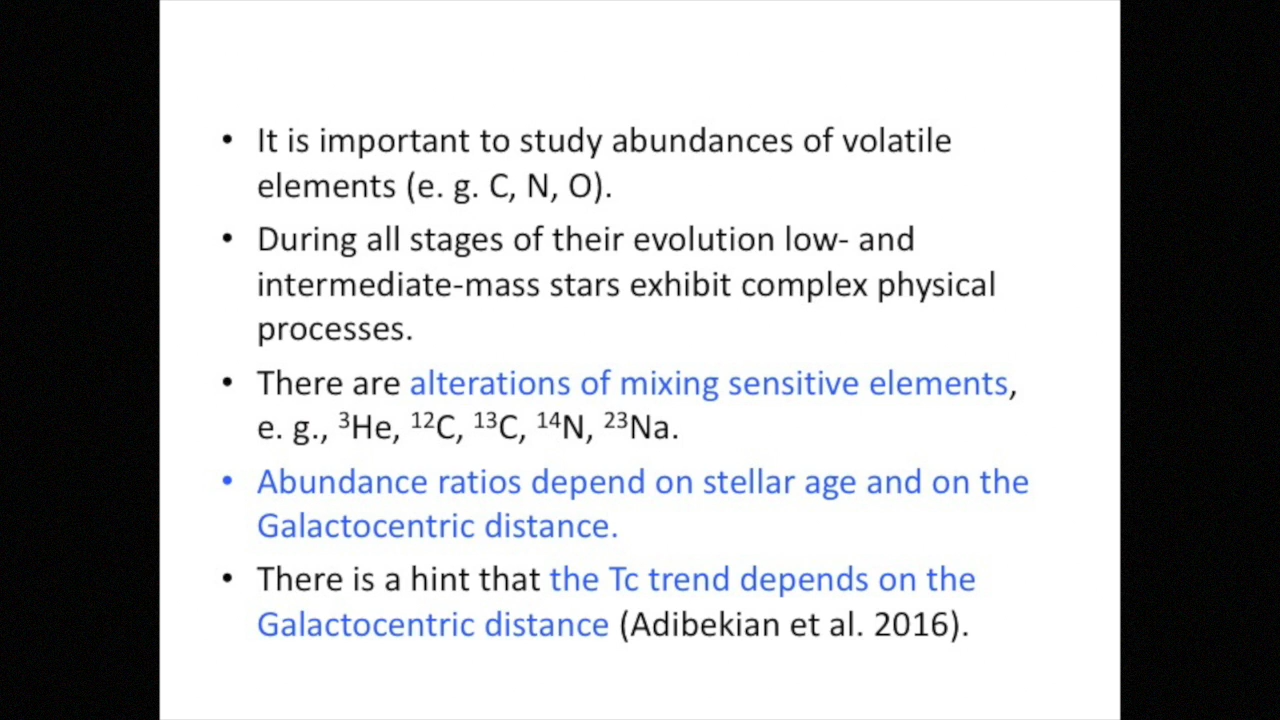 • It is important to study abundances of volatile
elements (e. g. C, N, O).
• During all stages of their evolution low- and
intermediate-mass stars exhibit complex physical
processes.
• There are alterations of mixing sensitive elements,
e. g., ³He, ¹²C, ¹³C, ¹⁴N, ²³Na.
• Abundance ratios depend on stellar age and on the
Galactocentric distance.
• There is a hint that the Tc trend depends on the
Galactocentric distance (Adibekian et al. 2016).